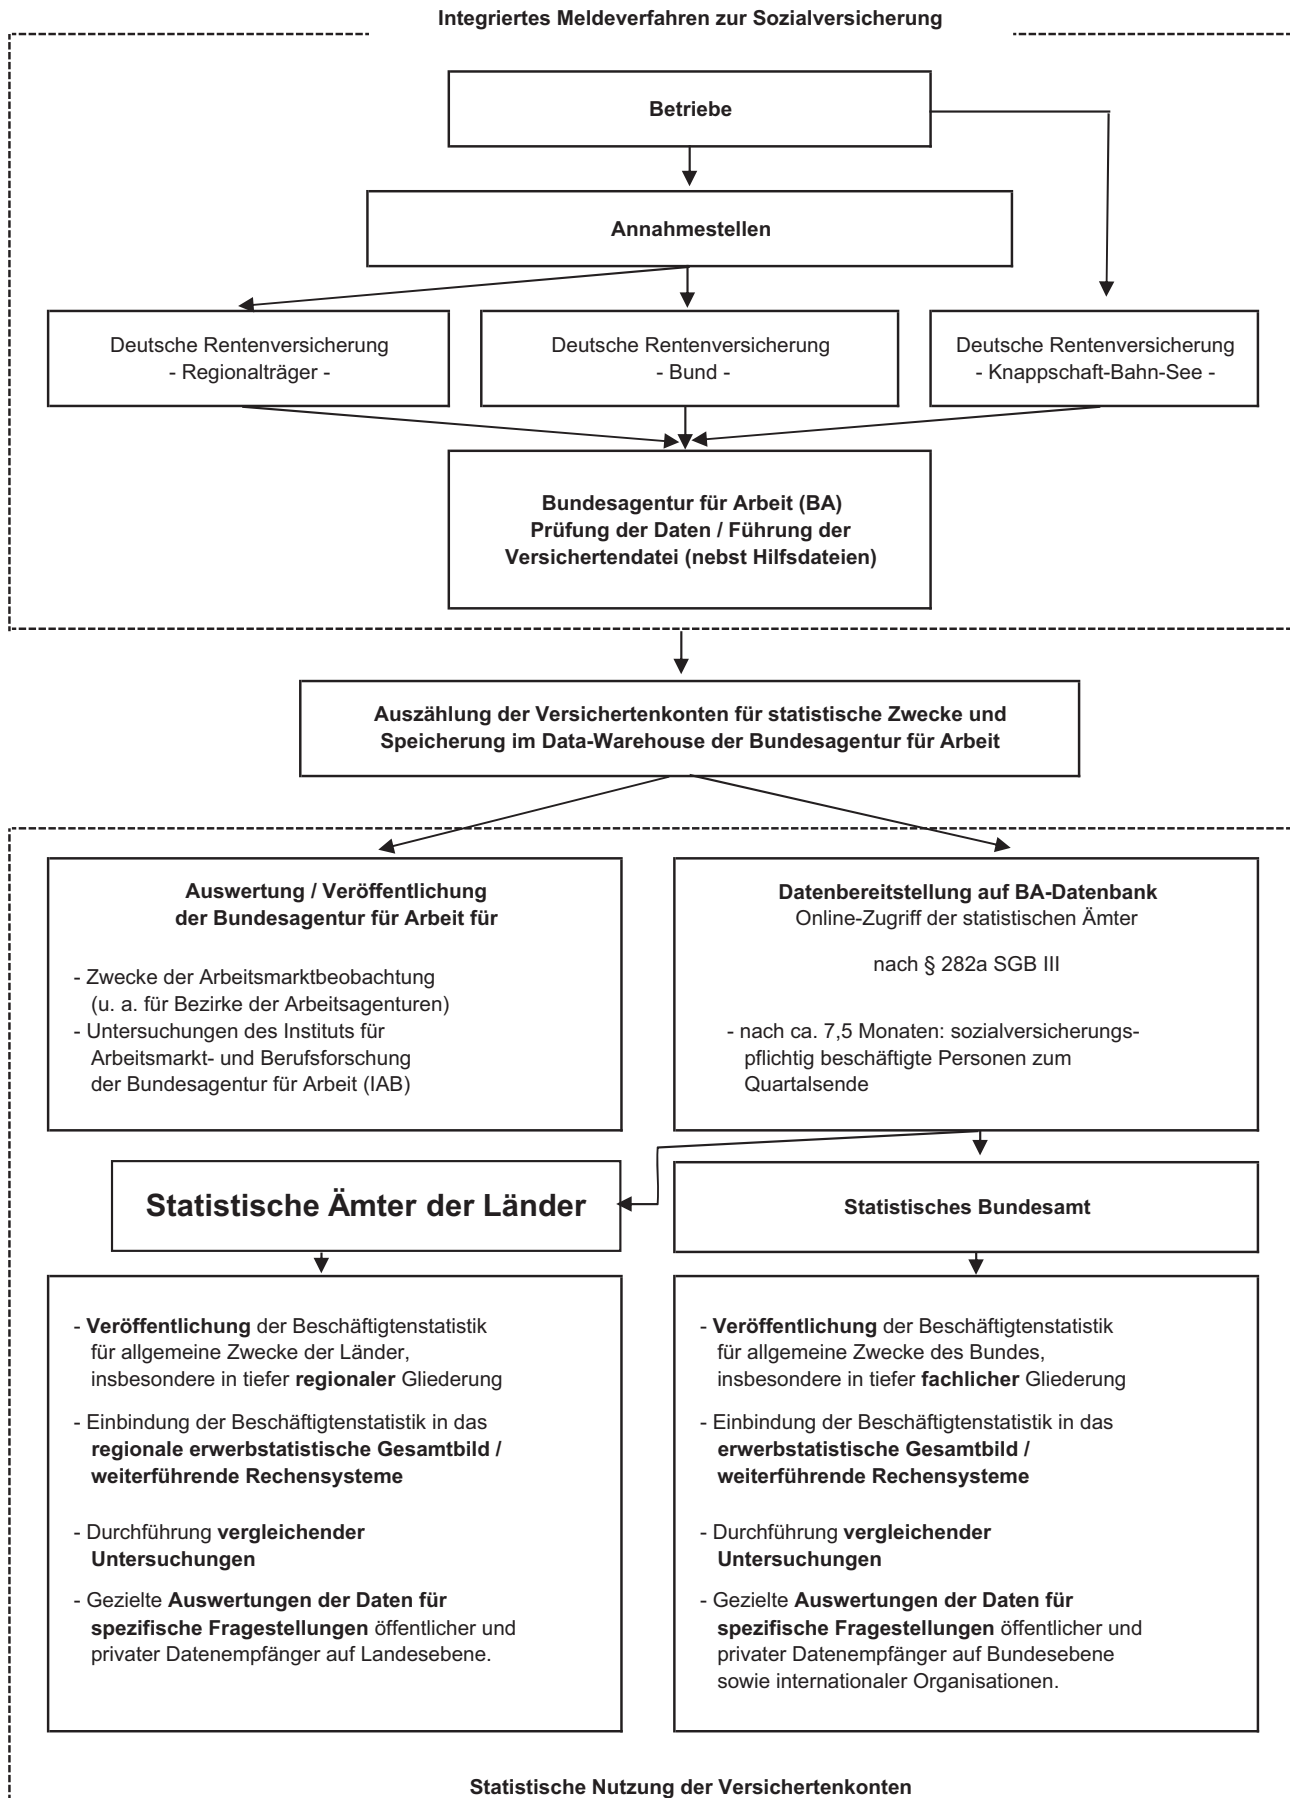 Integriertes Meldeverfahren zur Sozialversicherung
Betriebe
Annahmestellen
Deutsche Rentenversicherung
- Regionalträger -
Deutsche Rentenversicherung
- Bund -
Deutsche Rentenversicherung
- Knappschaft-Bahn-See -
Bundesagentur für Arbeit (BA)
Prüfung der Daten / Führung der
Versichertendatei (nebst Hilfsdateien)
Auszählung der Versichertenkonten für statistische Zwecke und
Speicherung im Data-Warehouse der Bundesagentur für Arbeit
Auswertung / Veröffentlichung
der Bundesagentur für Arbeit für
- Zwecke der Arbeitsmarktbeobachtung
(u. a. für Bezirke der Arbeitsagenturen)
- Untersuchungen des Instituts für
Arbeitsmarkt- und Berufsforschung
der Bundesagentur für Arbeit (IAB)
Datenbereitstellung auf BA-Datenbank
Online-Zugriff der statistischen Ämter
nach § 282a SGB III
- nach ca. 7,5 Monaten: sozialversicherungs-
pflichtig beschäftigte Personen zum
Quartalsende
Statistische Ämter der Länder
Statistisches Bundesamt
- Veröffentlichung der Beschäftigtenstatistik
für allgemeine Zwecke der Länder,
insbesondere in tiefer regionaler Gliederung
- Einbindung der Beschäftigtenstatistik in das
regionale erwerbstatistische Gesamtbild /
weiterführende Rechensysteme
- Durchführung vergleichender
Untersuchungen
- Gezielte Auswertungen der Daten für
spezifische Fragestellungen öffentlicher und
privater Datenempfänger auf Landesebene.
- Veröffentlichung der Beschäftigtenstatistik
für allgemeine Zwecke des Bundes,
insbesondere in tiefer fachlicher Gliederung
- Einbindung der Beschäftigtenstatistik in das
erwerbstatistische Gesamtbild /
weiterführende Rechensysteme
- Durchführung vergleichender
Untersuchungen
- Gezielte Auswertungen der Daten für
spezifische Fragestellungen öffentlicher und
privater Datenempfänger auf Bundesebene
sowie internationaler Organisationen.
Statistische Nutzung der Versichertenkonten